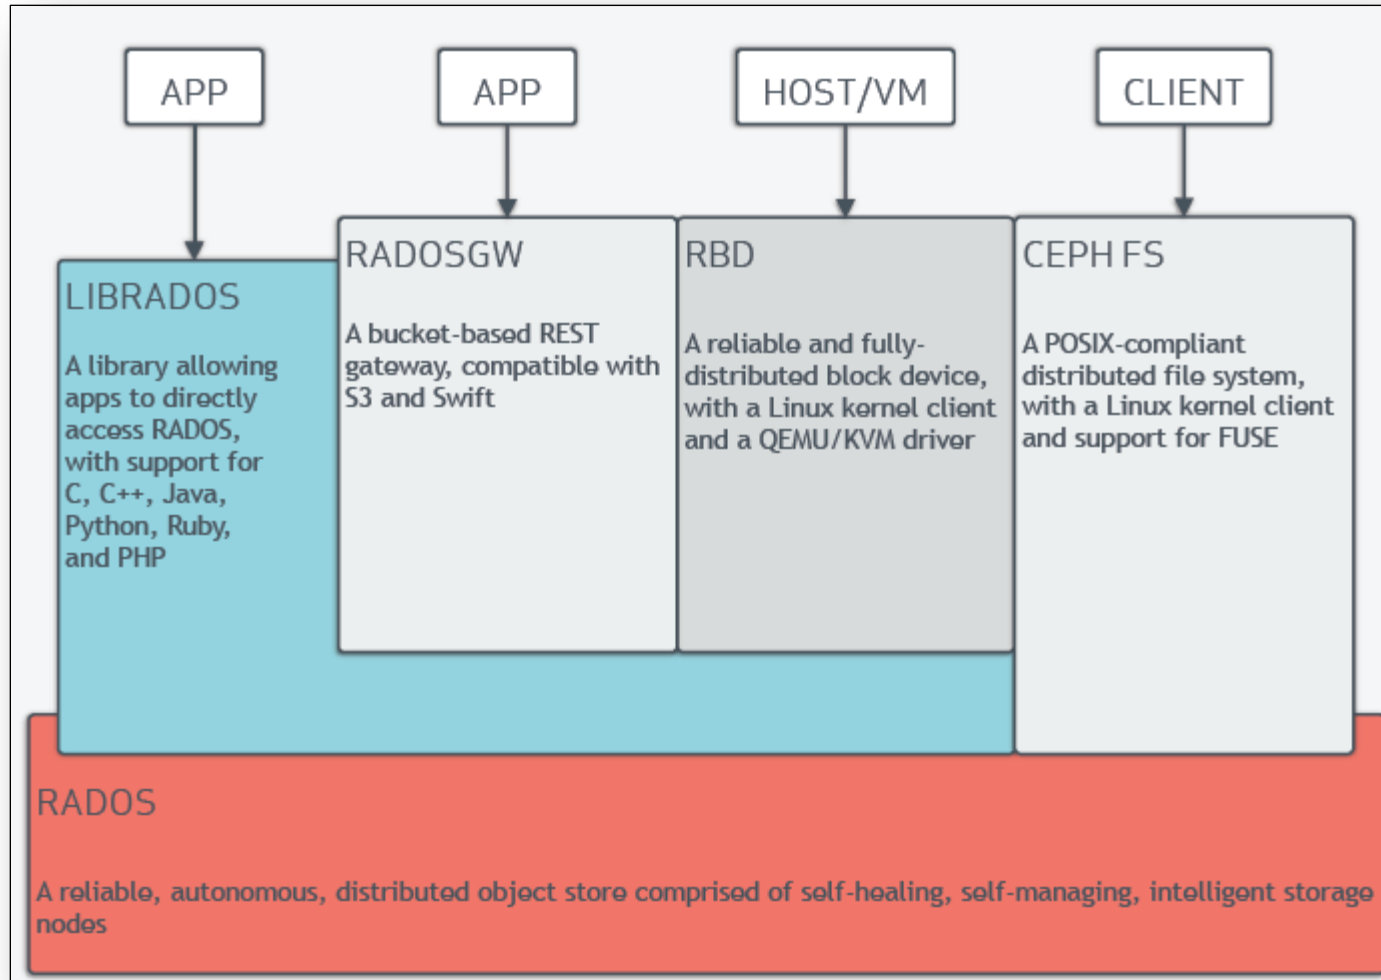 APP
APP
HOST/VM
CLIENT
LIBRADOS
A library allowing
apps to directly
access RADOS,
with support for
C, C++, Java,
Python, Ruby,
and PHP
RADOSGW
A bucket-based REST
gateway, compatible with
S3 and Swift
RBD
A reliable and fully-
distributed block device,
with a Linux kernel client
and a QEMU/KVM driver
CEPH FS
A POSIX-compliant
distributed file system,
with a Linux kernel client
and support for FUSE
RADOS
A reliable, autonomous, distributed object store comprised of self-healing, self-managing, intelligent storage
nodes